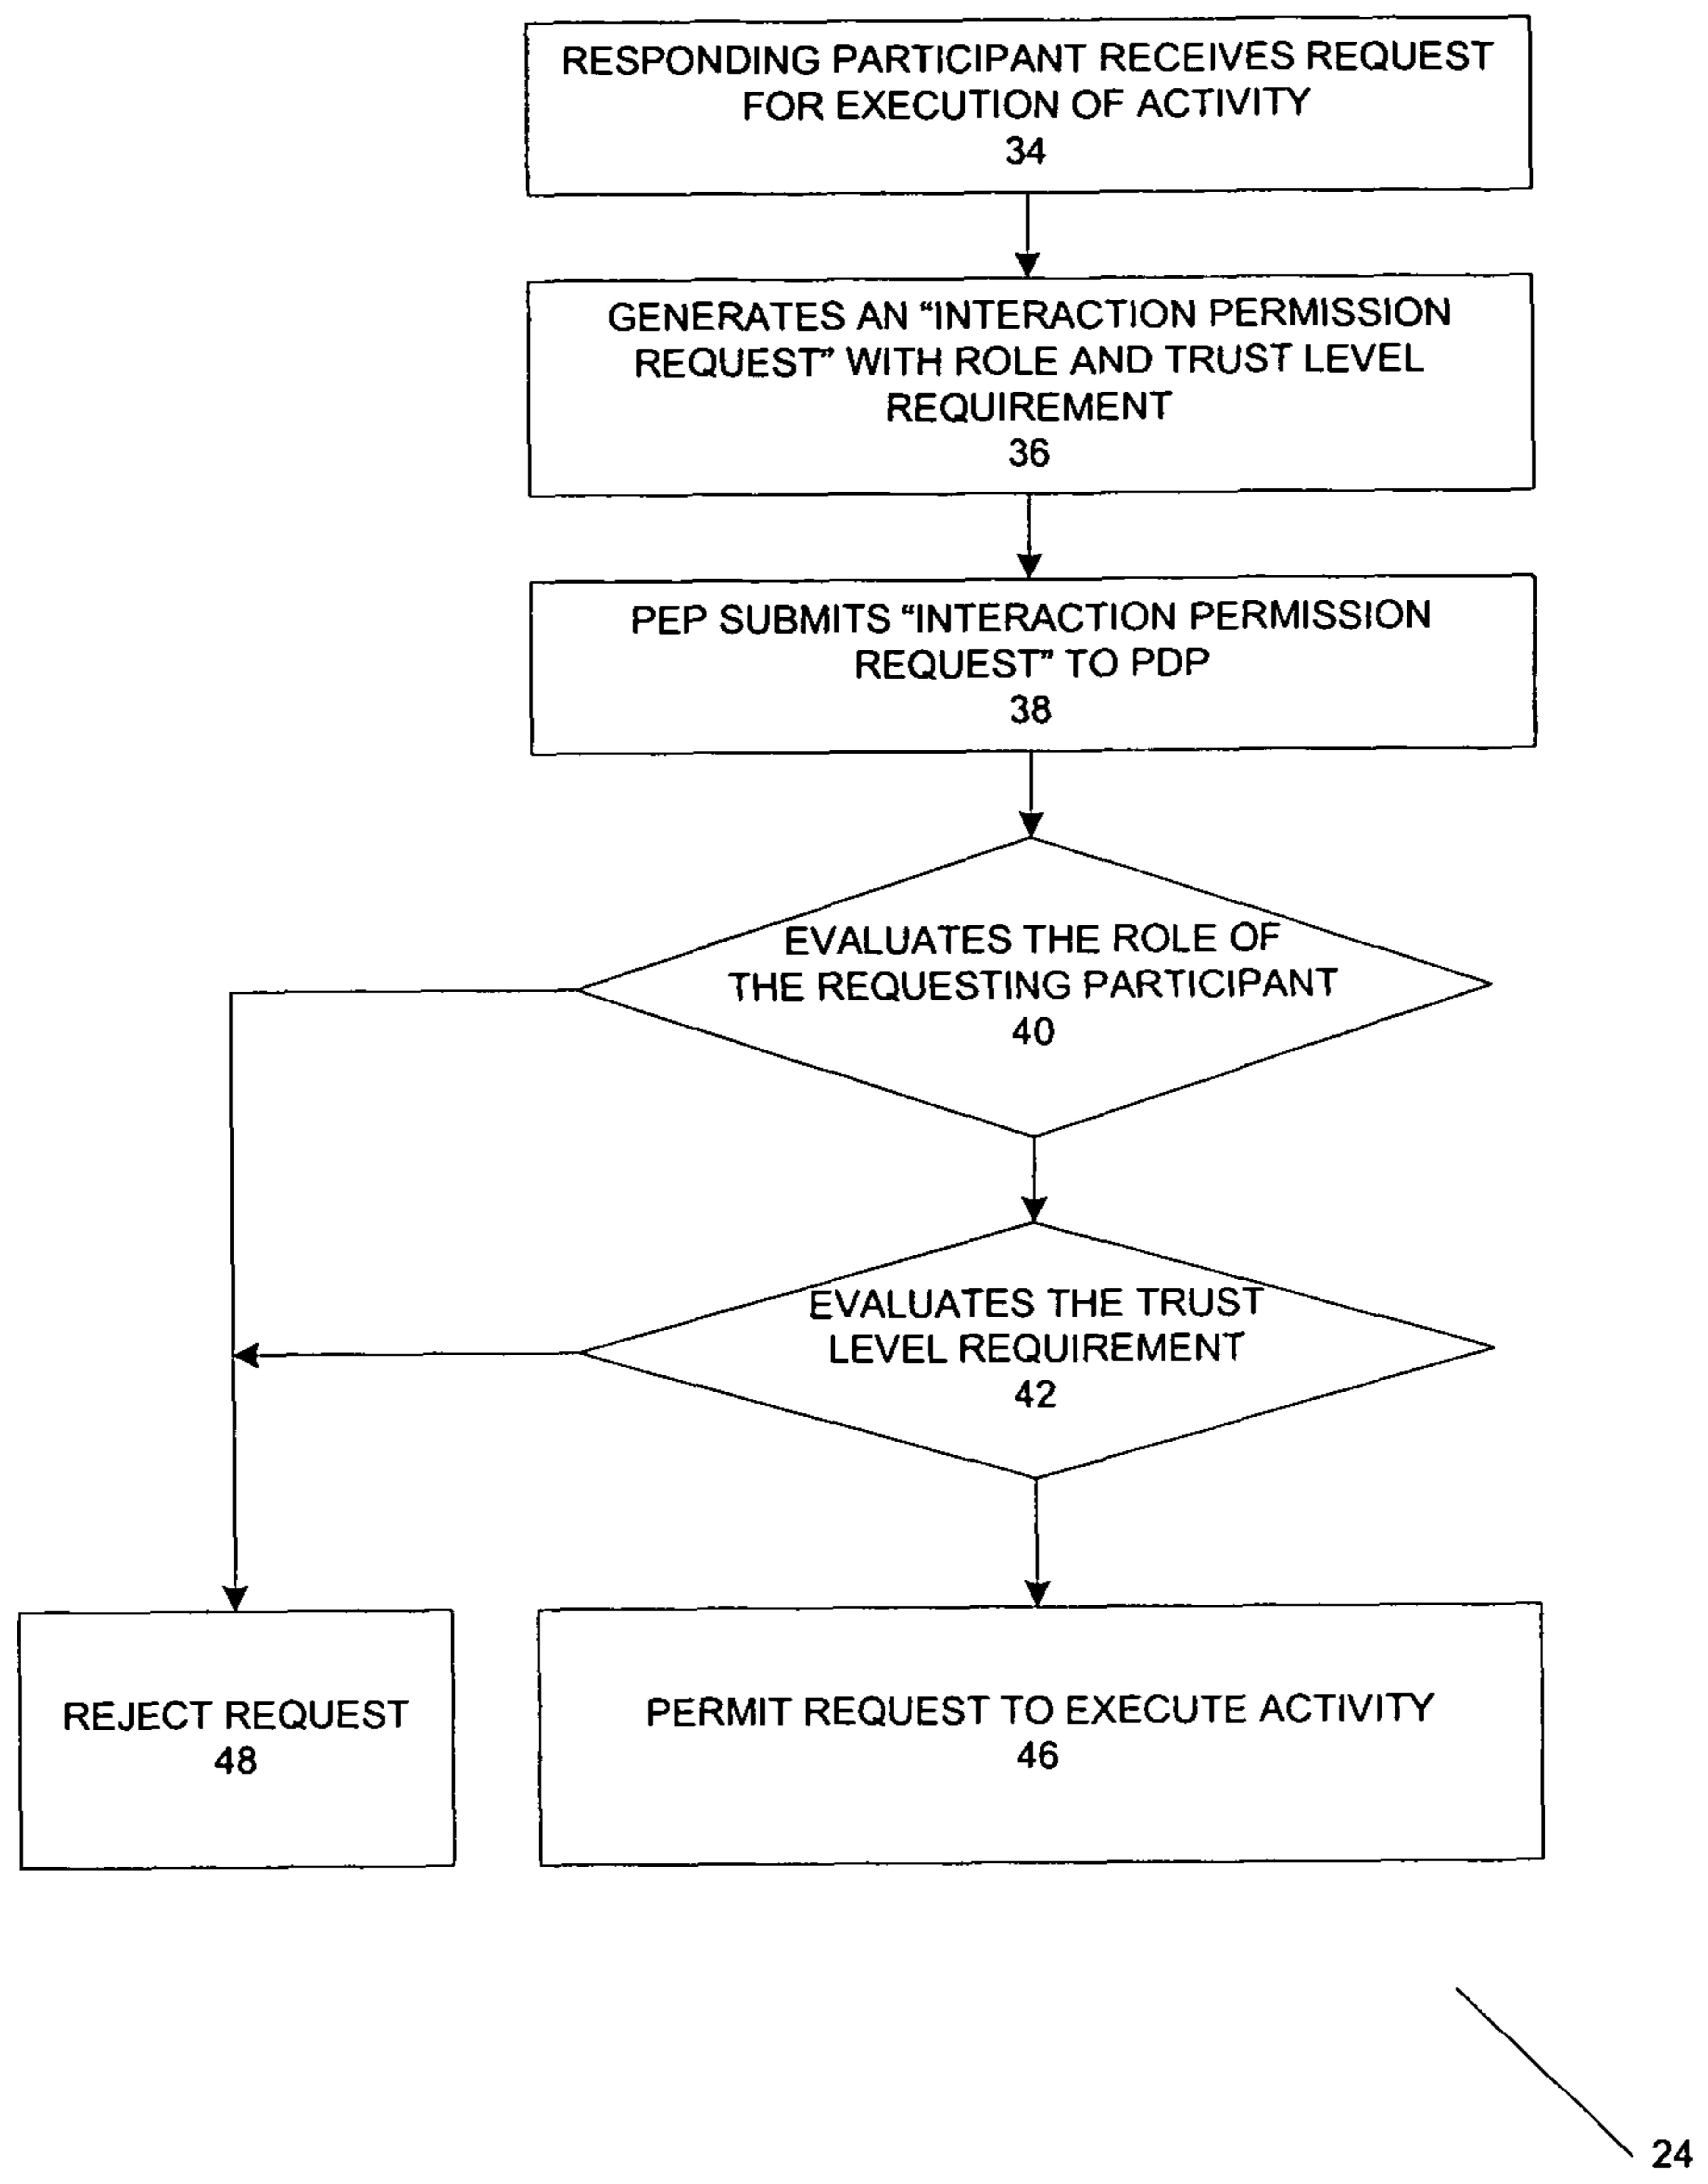 RESPONDING PARTICIPANT RECEIVES REQUEST
FOR EXECUTION OF ACTIVITY
34
GENERATES AN “INTERACTION PERMISSION
REQUEST” WITH ROLE AND TRUST LEVEL
REQUIREMENT
36
PEP SUBMITS “INTERACTION PERMISSION
REQUEST” TO PDP
38
EVALUATES THE ROLE OF
THE REQUESTING PARTICIPANT
40
EVALUATES THE TRUST
LEVEL REQUIREMENT
42
REJECT REQUEST
48
PERMIT REQUEST TO EXECUTE ACTIVITY
46
24